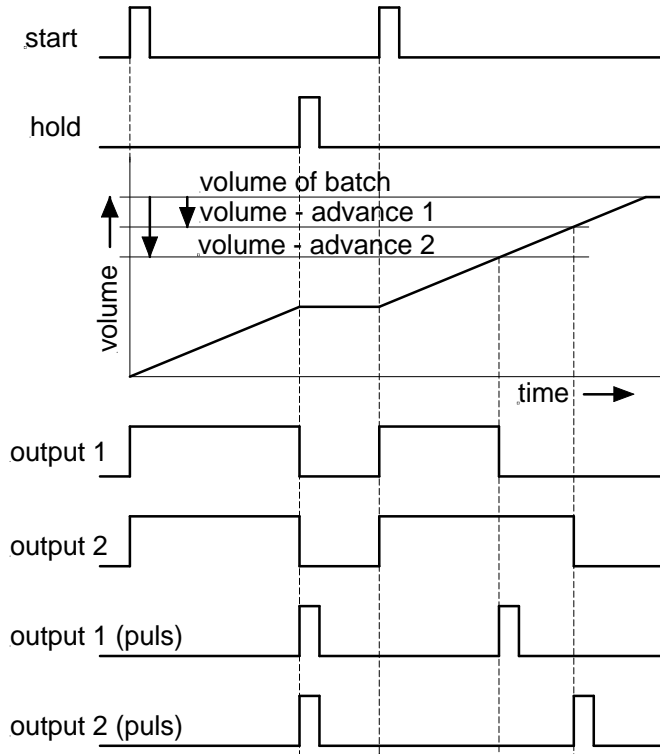 start
hold
volume of batch
volume - advance 1
volume - advance 2
volume
time
output 1
output 2
output 1 (puls)
output 2 (puls)